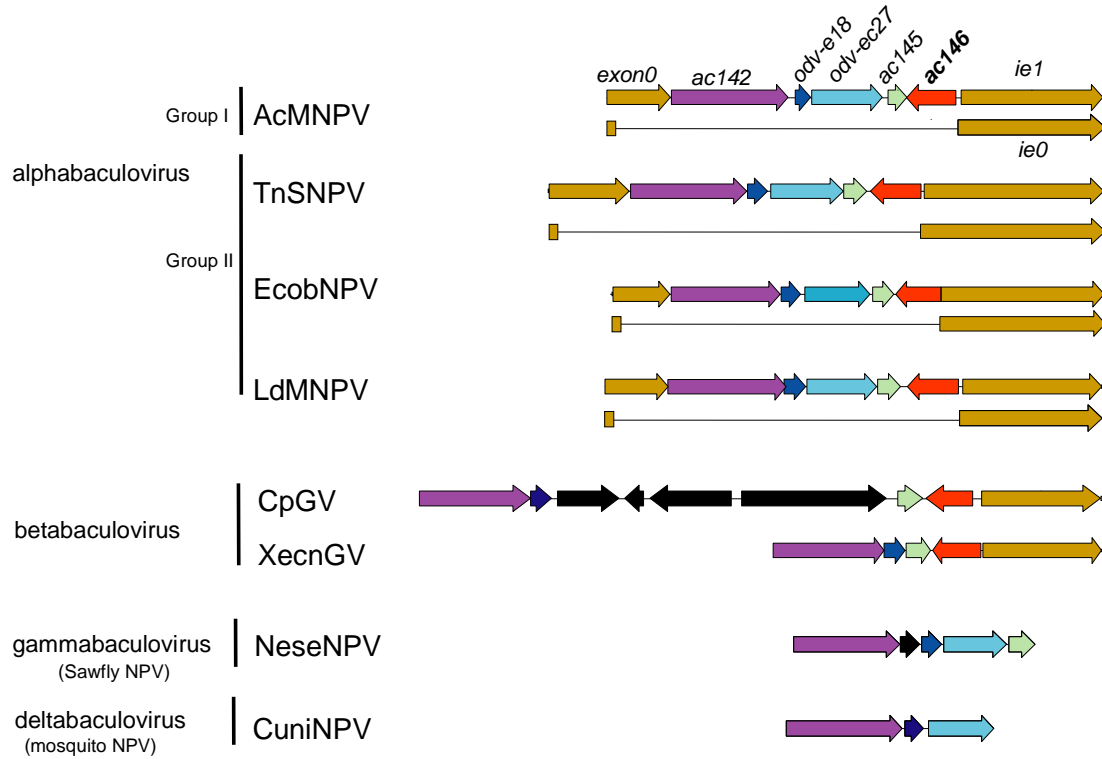 exon0 ac142 odv-e18 odv-ec27 ac145 ac146 ie1
Group I AcMNPV
ie0
alphabaculovirus
TnSNPV
Group II
EcobNPV
LdMNPV
CpGV
betabaculovirus
XecnGV
gammabaculovirus NeseNPV
(Sawfly NPV)
deltabaculovirus CuniNPV
(mosquito NPV)